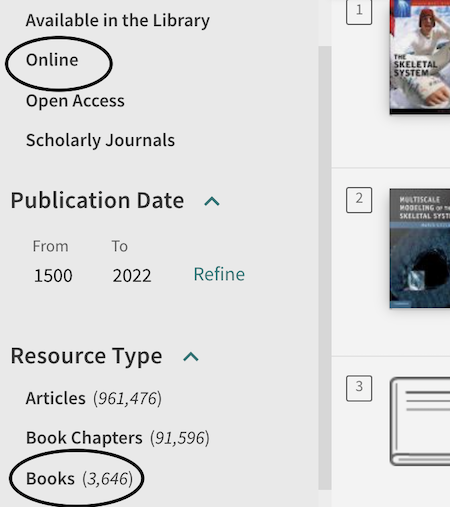 Available in the Library
Online
Open Access
Scholarly Journals
Publication Date
From To
1500 2022 Refine
Resource Type
Articles (961,476)
Book Chapters (91,596)
Books (3,646)
1
THE
SKELETAL
SYSTEM
2
MULTISCALE
MODELING OF THE
SKELETAL SYST
3